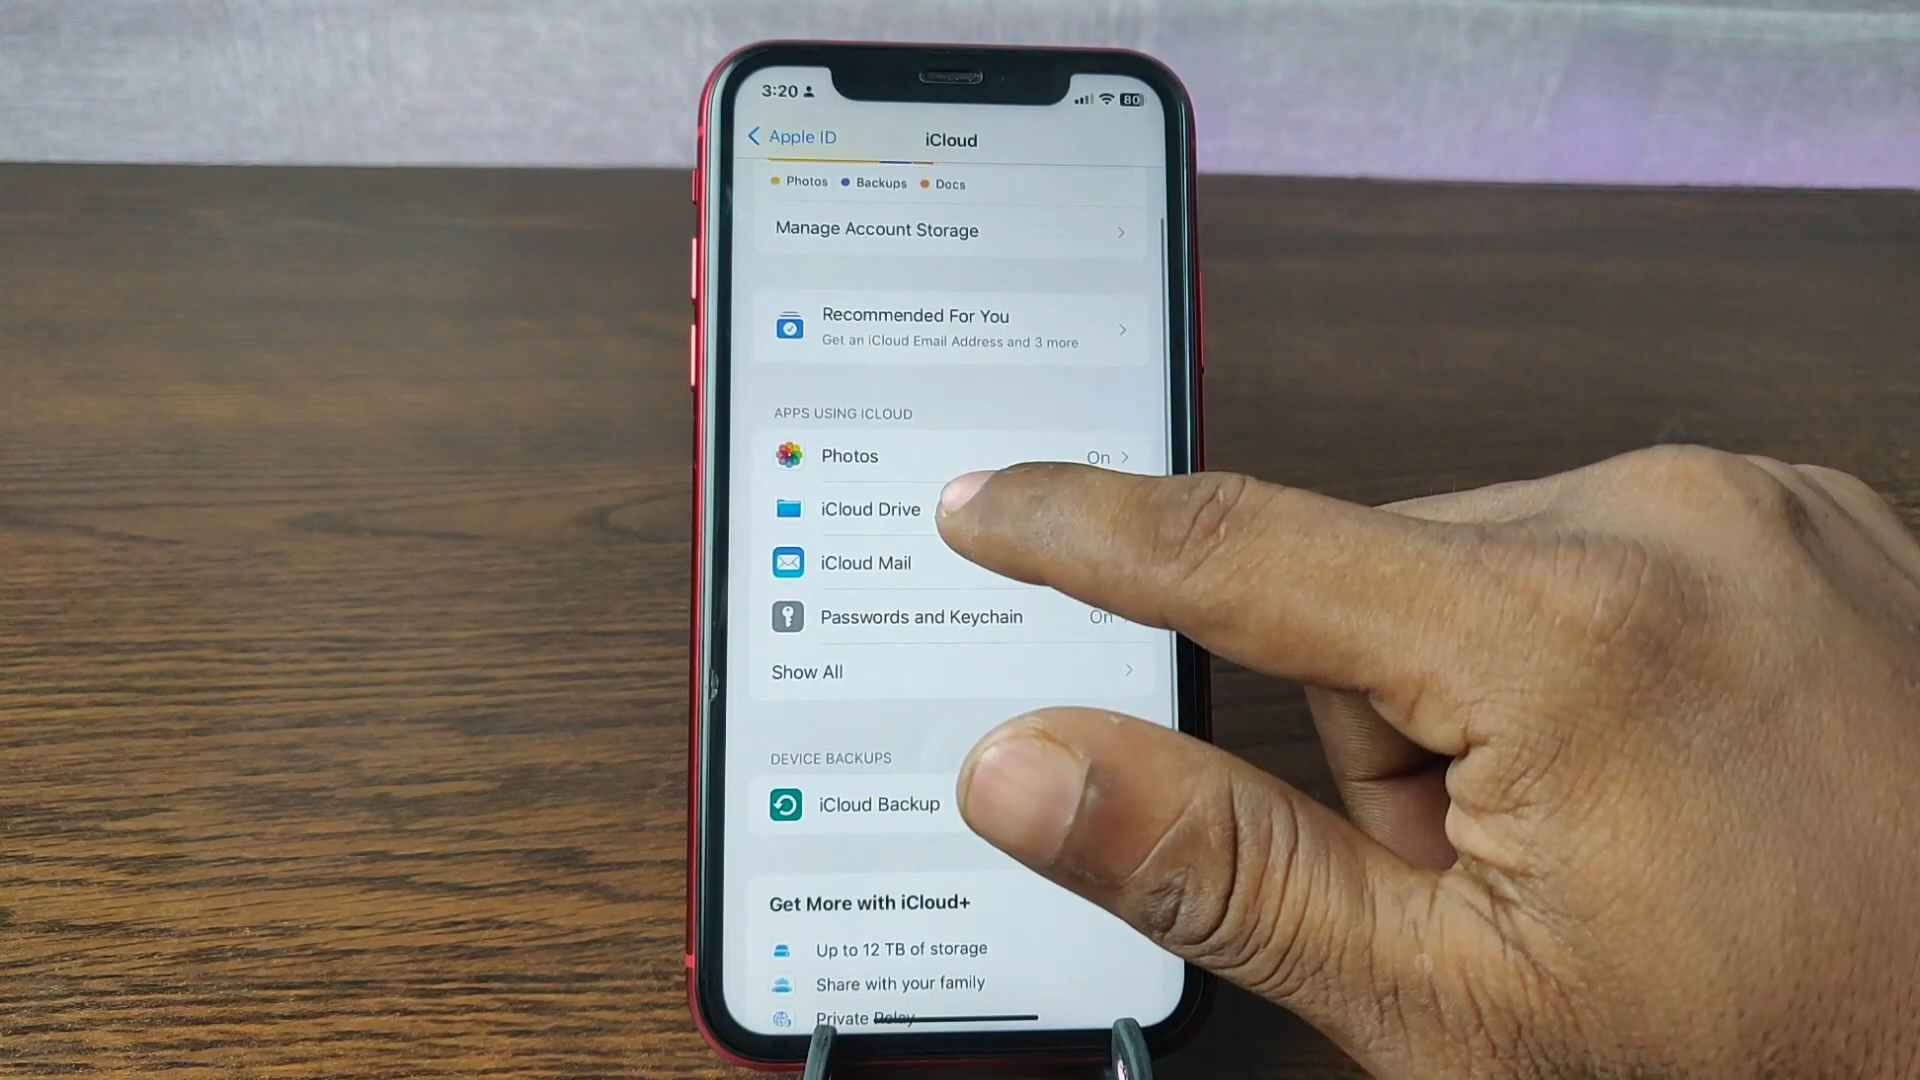 3:20
80
Apple ID
iCloud
Photos Backups Docs
Manage Account Storage
Recommended For You
Get an iCloud Email Address and 3 more
APPS USING ICLOUD
Photos On
iCloud Drive
iCloud Mail
Passwords and Keychain On
Show All
DEVICE BACKUPS
iCloud Backup
Get More with iCloud+
Up to 12 TB of storage
Share with your family
Private Relay